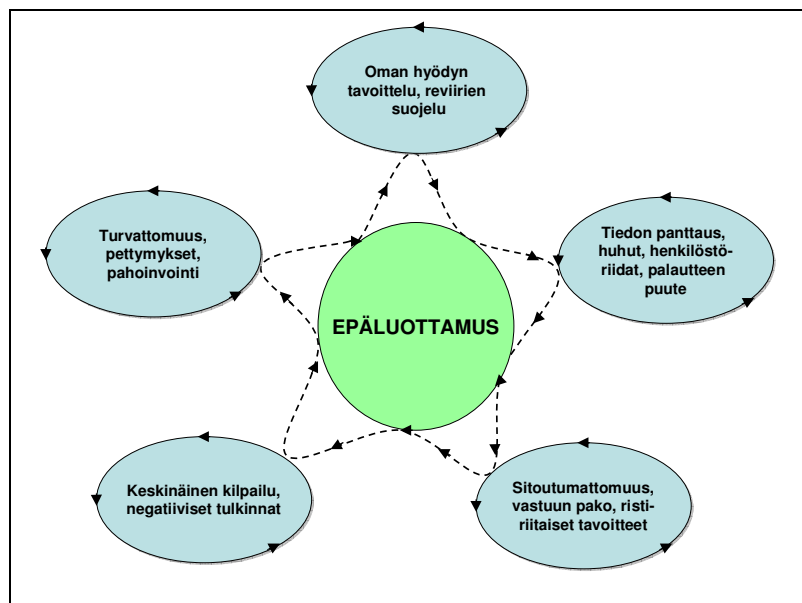 Oman hyödyn
tavoittelu, reviirien
suojelu
Turvattomuus,
pettymykset,
pahoinvointi
Tiedon panttaus,
huhut, henkilöstö-
riidat, palautteen
puute
EPÄLUOTTAMUS
Keskinäinen kilpailu,
negatiiviset tulkinnat
Sitoutumattomuus,
vastuun pako, risti-
riitaiset tavoitteet